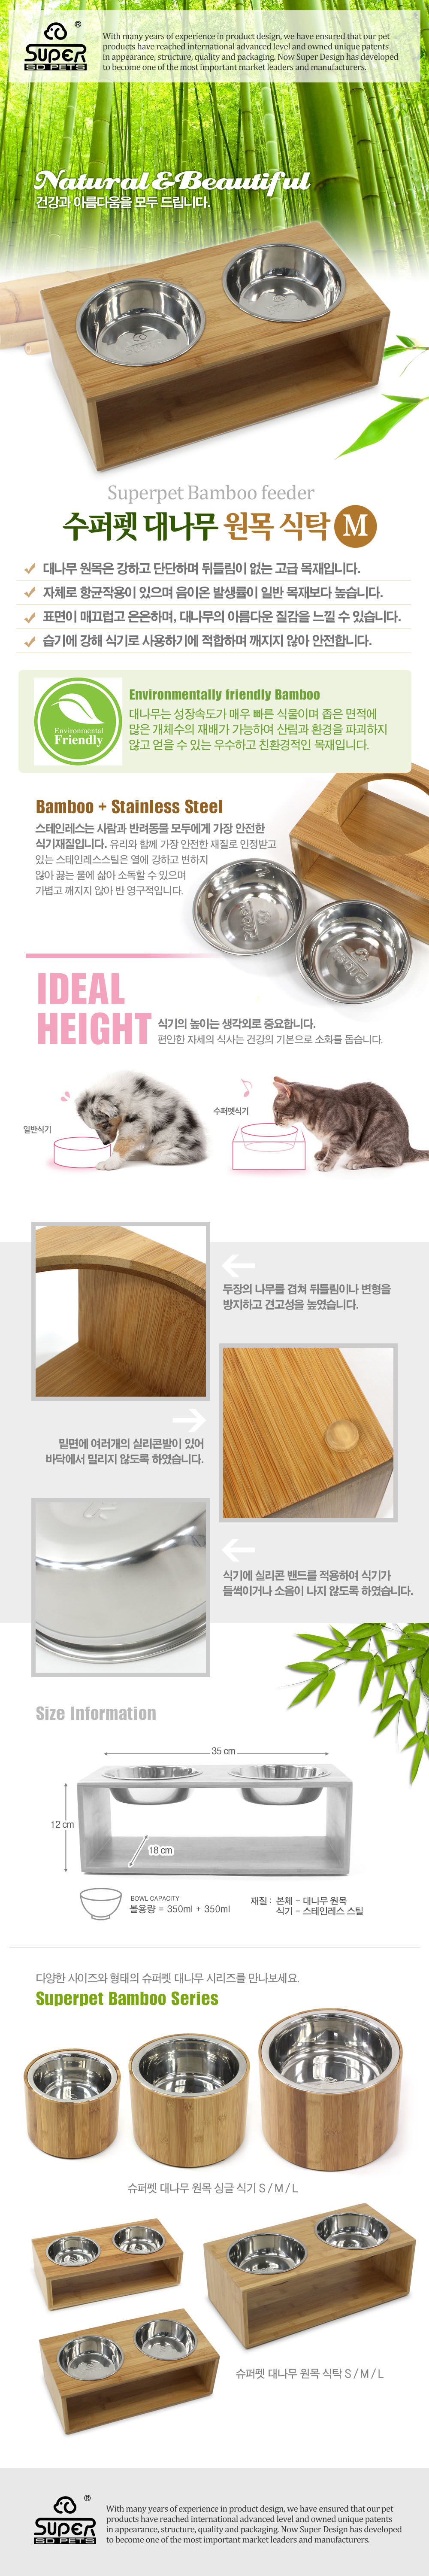 ®
SUPER
SD PETS
With many years of experience in product design, we have ensured that our pet
products have reached international advanced level and owned unique patents
in appearance, structure, quality and packaging. Now Super Design has developed
to become one of the most important market leaders and manufacturers.
Natural & Beautiful
건강과 아름다움을 모두 드립니다.
Superpet Bamboo feeder
수퍼펫 대나무 원목 식탁 M
대나무 원목은 강하고 단단하며 뒤틀림이 없는 고급 목재입니다.
자체로 항균작용이 있으며 음이온 발생률이 일반 목재보다 높습니다.
표면이 매끄럽고 은은하며, 대나무의 아름다운 질감을 느낄 수 있습니다.
습기에 강해 식기로 사용하기에 적합하며 깨지지 않아 안전합니다.
Environmental
Friendly
Environmentally friendly Bamboo
대나무는 성장속도가 매우 빠른 식물이며 좁은 면적에
많은 개체수의 재배가 가능하여 산림과 환경을 파괴하지
않고 얻을 수 있는 우수하고 친환경적인 목재입니다.
Bamboo + Stainless Steel
스테인레스는 사람과 반려동물 모두에게 가장 안전한
식기재질입니다. 유리와 함께 가장 안전한 재질로 인정받고
있는 스테인레스스틸은 열에 강하고 변하지
않아 끓는 물에 삶아 소독할 수 있으며
가볍고 깨지지 않아 반 영구적입니다.
IDEAL
HEIGHT
식기의 높이는 생각외로 중요합니다.
편안한 자세의 식사는 건강의 기본으로 소화를 돕습니다.
일반식기
수퍼펫식기
두장의 나무를 겹쳐 뒤틀림이나 변형을
방지하고 견고성을 높였습니다.
밑면에 여러개의 실리콘발이 있어
바닥에서 밀리지 않도록 하였습니다.
식기에 실리콘 밴드를 적용하여 식기가
들썩이거나 소음이 나지 않도록 하였습니다.
Size Information
35 cm
12 cm
18 cm
BOWL CAPACITY
볼용량 = 350ml + 350ml
재질 : 본체 - 대나무 원목
식기 - 스테인레스 스틸
다양한 사이즈와 형태의 슈퍼펫 대나무 시리즈를 만나보세요.
Superpet Bamboo Series
슈퍼펫 대나무 원목 싱글 식기 S / M / L
슈퍼펫 대나무 원목 식탁 S / M / L
®
SUPER
SD PETS
With many years of experience in product design, we have ensured that our pet
products have reached international advanced level and owned unique patents
in appearance, structure, quality and packaging. Now Super Design has developed
to become one of the most important market leaders and manufacturers.